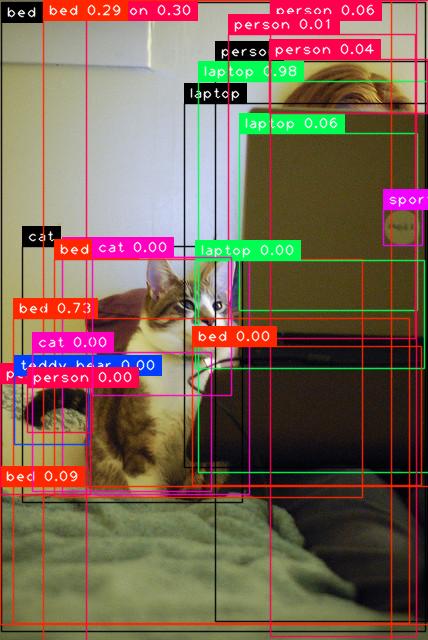 bed
bed 0.29
on 0.30
person 0.06
person 0.01
perso
person 0.04
laptop 0.98
laptop
laptop 0.06
spor
cat
bed
cat 0.00
laptop 0.00
bed 0.73
bed 0.00
cat 0.00
teddy bear 0.00
person 0.00
bed 0.09